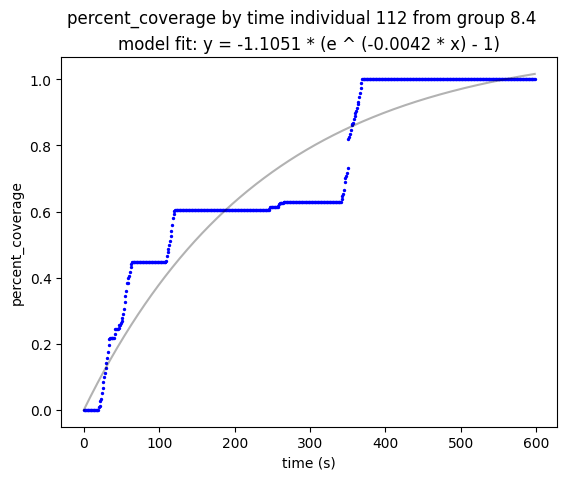 percent_coverage by time individual 112 from group 8.4
model fit: y = -1.1051 * (e ^ (-0.0042 * x) - 1)
1.0
0.8
0.6
0.4
0.2
0.0
percent_coverage
0 100 200 300 400 500 600
time (s)